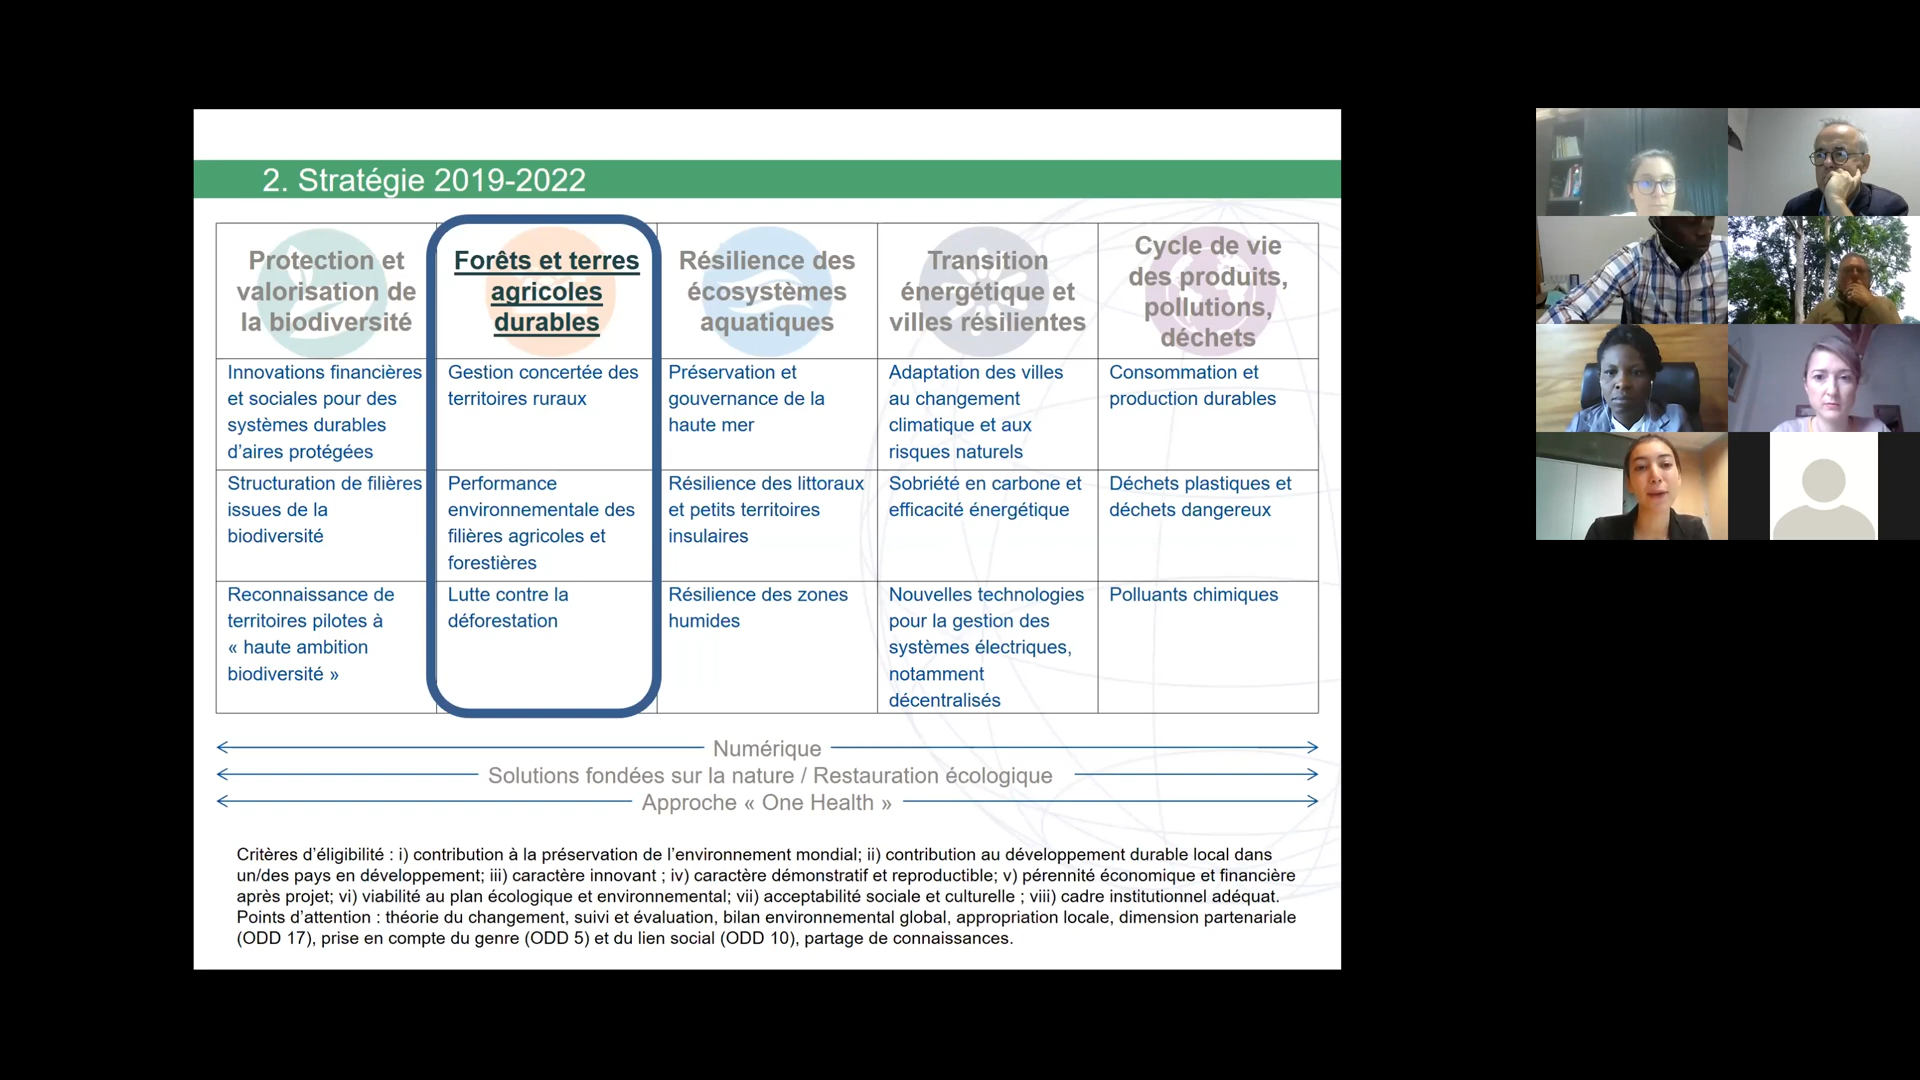 2. Stratégie 2019-2022
Protection et
valorisation de
la biodiversité
Forêts et terres
agricoles
durables
Résilience des
écosystèmes
aquatiques
Transition
énergétique et
villes résilientes
Cycle de vie
des produits,
pollutions,
déchets
Innovations financières
et sociales pour des
systèmes durables
d’aires protégées
Gestion concertée des
territoires ruraux
Préservation et
gouvernance de la
haute mer
Adaptation des villes
au changement
climatique et aux
risques naturels
Consommation et
production durables
Structuration de filières
issues de la
biodiversité
Performance
environnementale des
filières agricoles et
forestières
Résilience des littoraux
et petits territoires
insulaires
Sobriété en carbone et
efficacité énergétique
Déchets plastiques et
déchets dangereux
Reconnaissance de
territoires pilotes à
« haute ambition
biodiversité »
Lutte contre la
déforestation
Résilience des zones
humides
Nouvelles technologies
pour la gestion des
systèmes électriques,
notamment
décentralisés
Polluants chimiques
Numérique
Solutions fondées sur la nature / Restauration écologique
Approche « One Health »
Critères d’éligibilité : i) contribution à la préservation de l’environnement mondial; ii) contribution au développement durable local dans
un/des pays en développement; iii) caractère innovant ; iv) caractère démonstratif et reproductible; v) pérennité économique et financière
après projet; vi) viabilité au plan écologique et environnemental; vii) acceptabilité sociale et culturelle ; viii) cadre institutionnel adéquat.
Points d’attention : théorie du changement, suivi et évaluation, bilan environnemental global, appropriation locale, dimension partenariale
(ODD 17), prise en compte du genre (ODD 5) et du lien social (ODD 10), partage de connaissances.